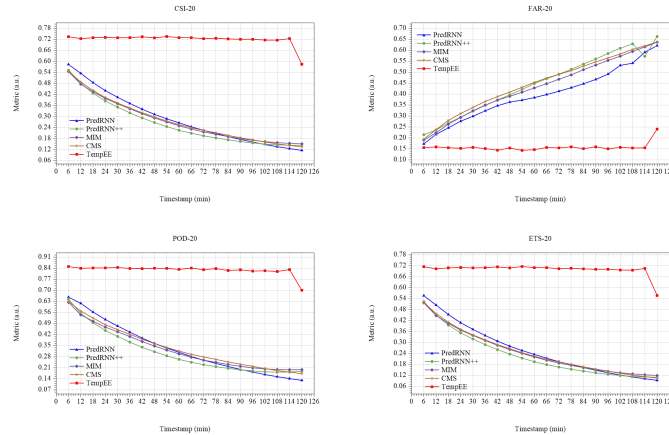 CSI-20
Metric (a.u.)
0.78
0.72
0.66
0.60
0.54
0.48
0.42
0.36
0.30
0.24
0.18
0.12
0.06
PredRNN
PredRNN++
MIM
CMS
TempEE
0 6 12 18 24 30 36 42 48 54 60 66 72 78 84 90 96 102 108 114 120 126
Timestamp (min)
FAR-20
Metric (a.u.)
0.70
0.65
0.60
0.55
0.50
0.45
0.40
0.35
0.30
0.25
0.20
0.15
0.10
PredRNN
PredRNN++
MIM
CMS
TempEE
0 6 12 18 24 30 36 42 48 54 60 66 72 78 84 90 96 102 108 114 120 126
Timestamp (min)
POD-20
Metric (a.u.)
0.91
0.84
0.77
0.70
0.63
0.56
0.49
0.42
0.35
0.28
0.21
0.14
0.07
PredRNN
PredRNN++
MIM
CMS
TempEE
0 6 12 18 24 30 36 42 48 54 60 66 72 78 84 90 96 102 108 114 120 126
Timestamp (min)
ETS-20
Metric (a.u.)
0.78
0.72
0.66
0.60
0.54
0.48
0.42
0.36
0.30
0.24
0.18
0.12
0.06
PredRNN
PredRNN++
MIM
CMS
TempEE
0 6 12 18 24 30 36 42 48 54 60 66 72 78 84 90 96 102 108 114 120 126
Timestamp (min)